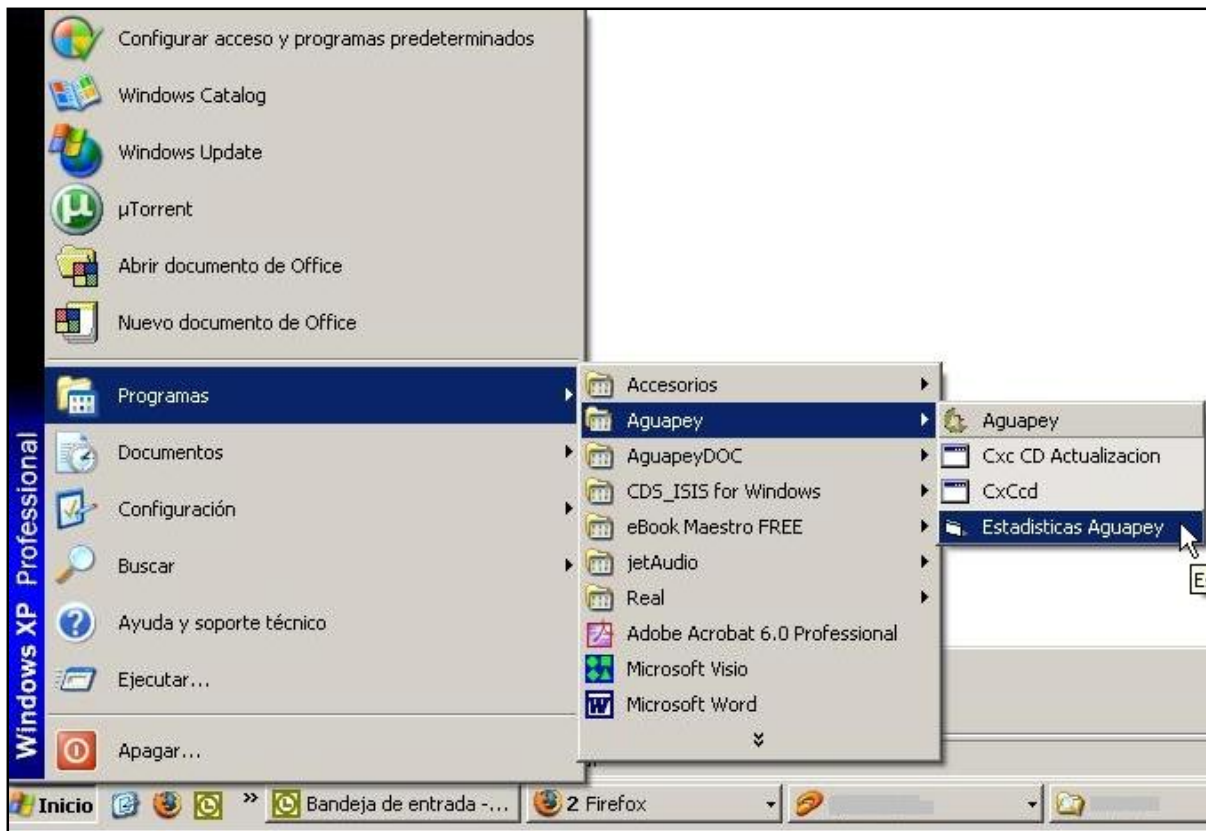 Configurar acceso y programas predeterminados
Windows Catalog
Windows Update
µTorrent
Abrir documento de Office
Nuevo documento de Office
Programas
Documentos
Configuración
Buscar
Ayuda y soporte técnico
Ejecutar...
Apagar...
Windows XP Professional
Accesorios
Aguapey
AguapeyDOC
CDS_ISIS for Windows
eBook Maestro FREE
jetAudio
Real
Adobe Acrobat 6.0 Professional
Microsoft Visio
Microsoft Word
Aguapey
Cxc CD Actualizacion
CxCcd
Estadisticas Aguapey
Inicio
Bandeja de entrada -...
2 Firefox